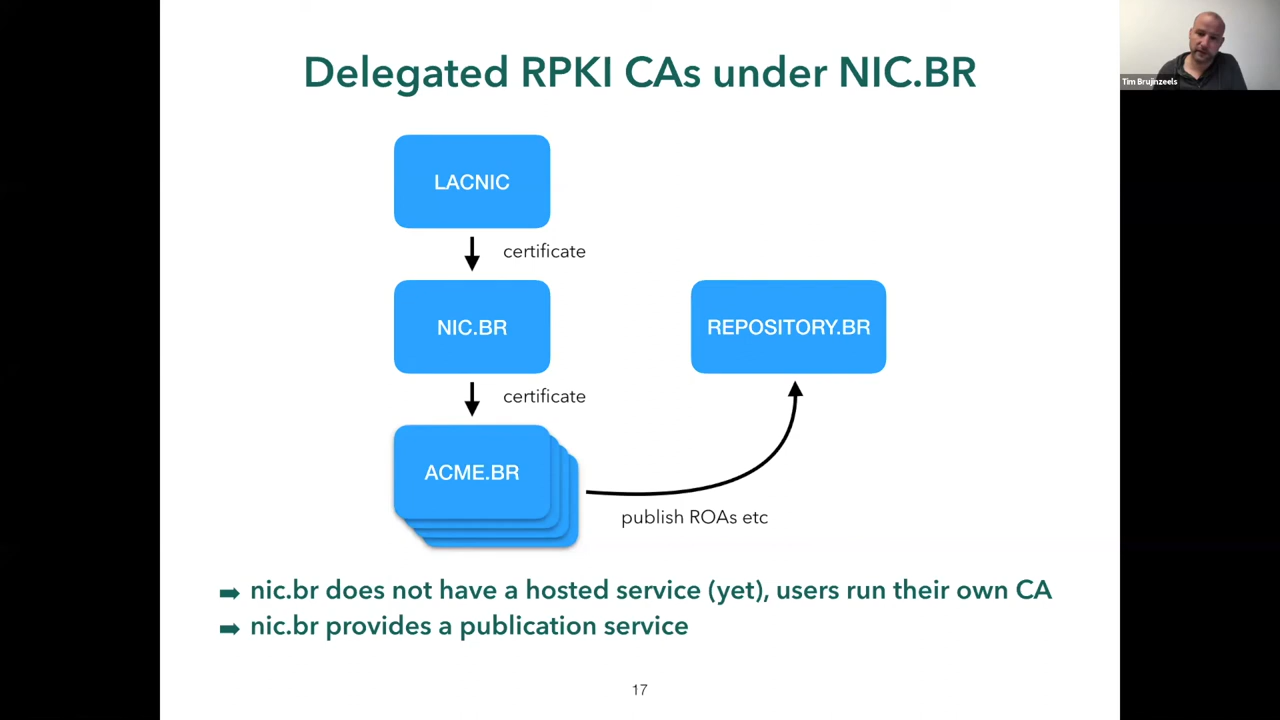 Delegated RPKI CAs under NIC.BR
Tim Bruijnzeels
LACNIC
certificate
NIC.BR
REPOSITORY.BR
certificate
ACME.BR
publish ROAs etc
➡ nic.br does not have a hosted service (yet), users run their own CA
➡ nic.br provides a publication service
17